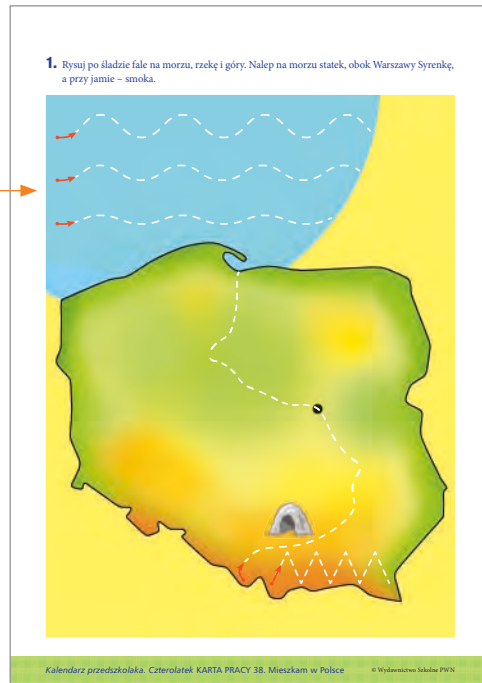 1. Rysuj po śladzie fale na morzu, rzekę i góry. Nalep na morzu statek, obok Warszawy Syrenkę,
a przy jamie – smoka.
Kalendarz przedszkolaka. Czterolatek KARTA PRACY 38. Mieszkam w Polsce
© Wydawnictwo Szkolne PWN